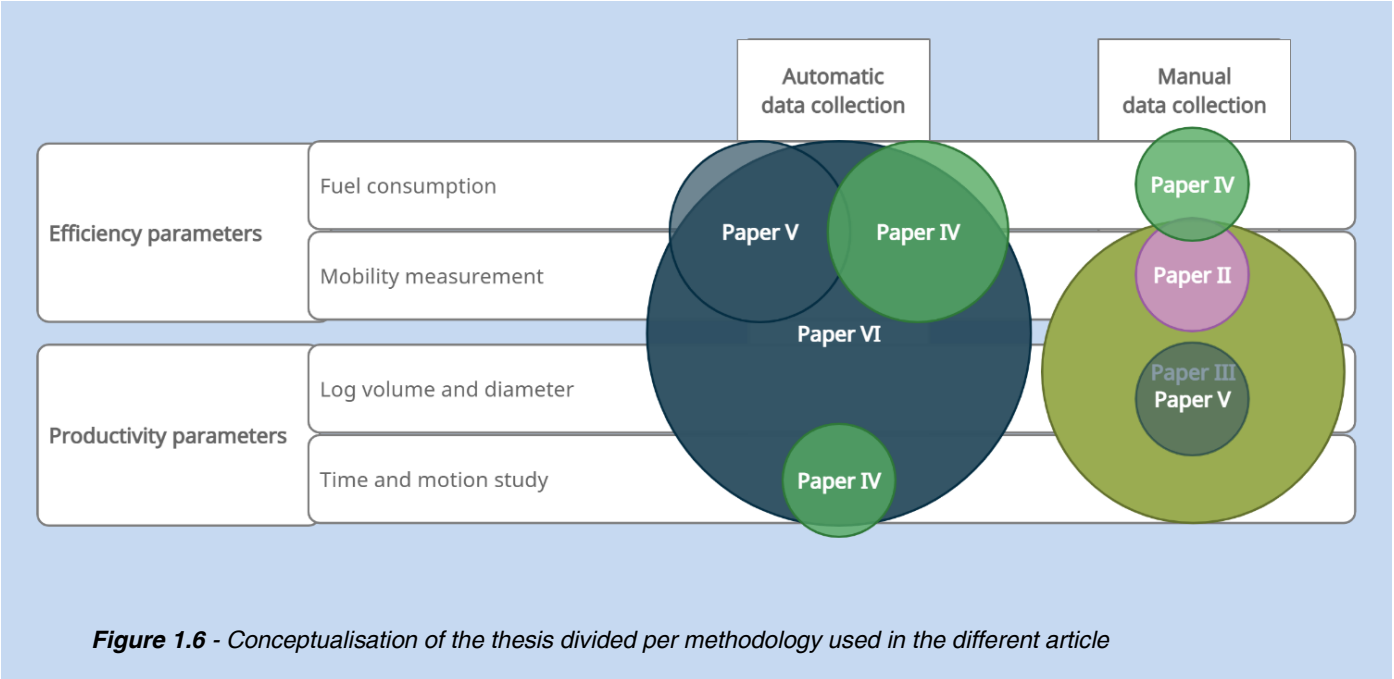 Automatic
data collection
Manual
data collection
Efficiency parameters
Fuel consumption
Paper IV
Paper V
Paper IV
Mobility measurement
Paper II
Paper VI
Productivity parameters
Log volume and diameter
Paper III
Paper V
Time and motion study
Paper IV
Figure 1.6 - Conceptualisation of the thesis divided per methodology used in the different article